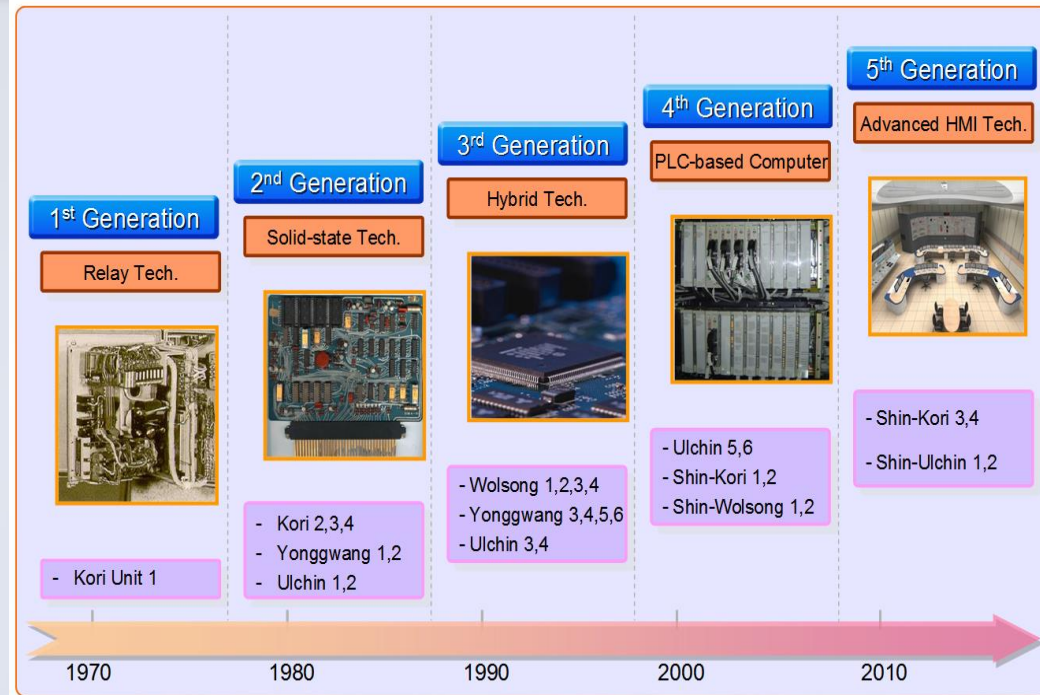 1st Generation
Relay Tech.
- Kori Unit 1
2nd Generation
Solid-state Tech.
- Kori 2,3,4
- Yonggwang 1,2
- Ulchin 1,2
3rd Generation
Hybrid Tech.
- Wolsong 1,2,3,4
- Yonggwang 3,4,5,6
- Ulchin 3,4
4th Generation
PLC-based Computer
- Ulchin 5,6
- Shin-Kori 1,2
- Shin-Wolsong 1,2
5th Generation
Advanced HMI Tech.
- Shin-Kori 3,4
- Shin-Ulchin 1,2
1970
1980
1990
2000
2010